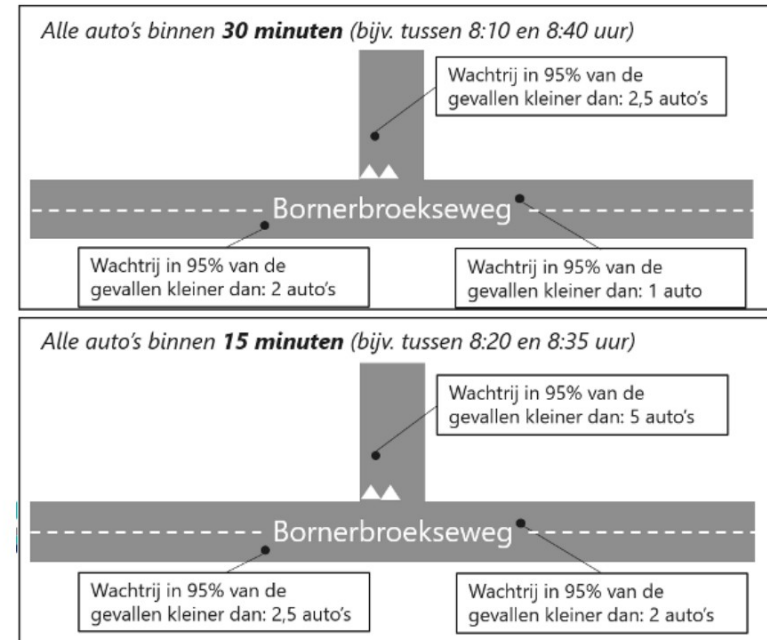 Alle auto's binnen 30 minuten (bijv. tussen 8:10 en 8:40 uur)
Wachtrij in 95% van de
gevallen kleiner dan: 2,5 auto's
Bornerbroekseweg
Wachtrij in 95% van de
gevallen kleiner dan: 2 auto's
Wachtrij in 95% van de
gevallen kleiner dan: 1 auto
Alle auto's binnen 15 minuten (bijv. tussen 8:20 en 8:35 uur)
Wachtrij in 95% van de
gevallen kleiner dan: 5 auto's
Bornerbroekseweg
Wachtrij in 95% van de
gevallen kleiner dan: 2,5 auto's
Wachtrij in 95% van de
gevallen kleiner dan: 2 auto's